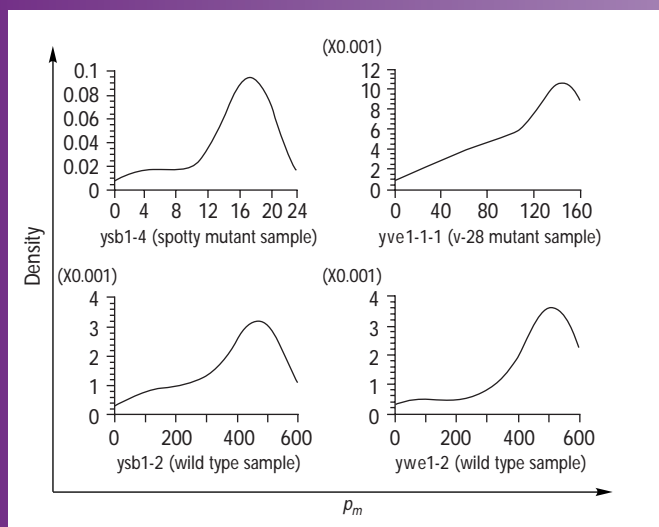 (X0.001)
0.1
0.08
0.06
0.04
0.02
0
0 4 8 12 16 20 24
ysb1-4 (spotty mutant sample)
12
10
8
6
4
2
0
0 40 80 120 160
yve1-1-1 (v-28 mutant sample)
Density
(X0.001)
4
3
2
1
0
0 200 400 600
ysb1-2 (wild type sample)
(X0.001)
4
3
2
1
0
0 200 400 600
ywe1-2 (wild type sample)
pm